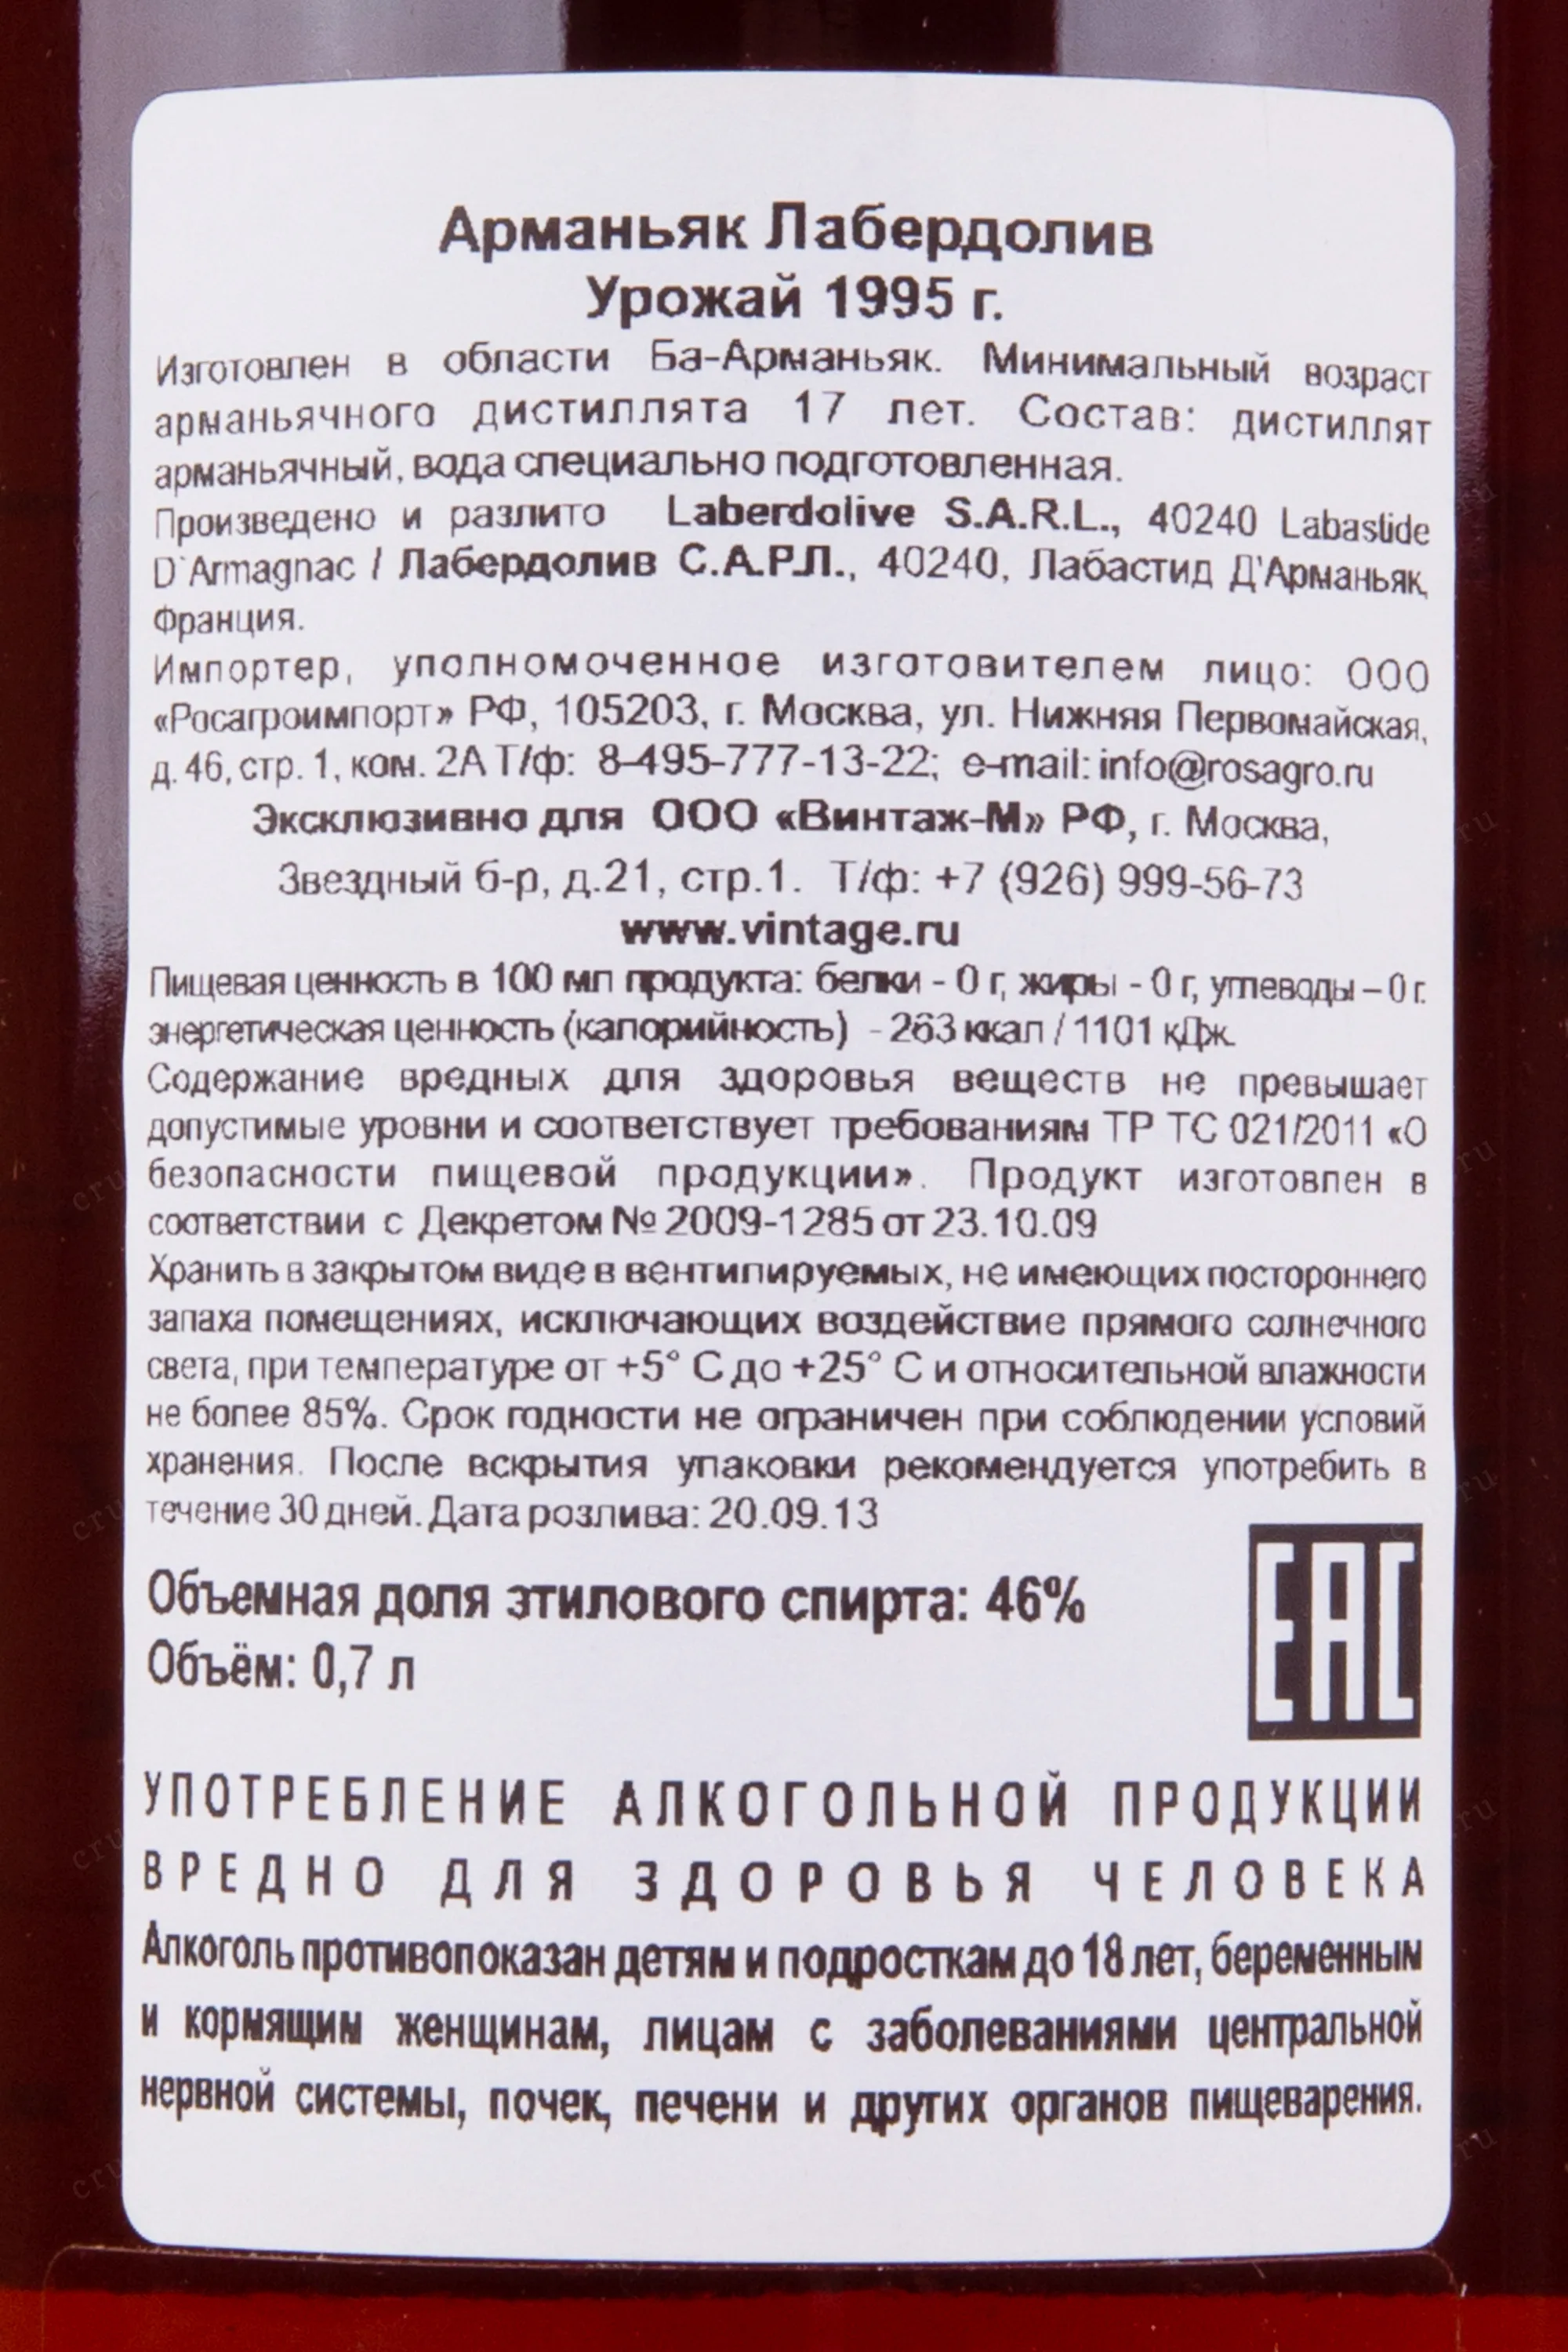 Арманьяк Лабердолив
Урожай 1995 г.
Изготовлен в области Ба-Арманьяк. Минимальный возраст
арманьячного дистиллята 17 лет. Состав: дистиллят
арманьячный, вода специально подготовленная.
Произведено и разлито Laberdolive S.A.R.L., 40240 Labastide
D`Armagnac / Лабердолив С.А.Р.Л., 40240, Лабастид Д'Арманьяк,
Франция.
Импортер, уполномоченное изготовителем лицо: ООО
«Росагроимпорт» РФ, 105203, г. Москва, ул. Нижняя Первомайская,
д. 46, стр. 1, ком. 2А Т/ф: 8-495-777-13-22; e-mail: info@rosagro.ru
Эксклюзивно для ООО «Винтаж-М» РФ, г. Москва,
Звездный б-р, д.21, стр.1. Т/ф: +7 (926) 999-56-73
www.vintage.ru
Пищевая ценность в 100 мл продукта: белки - 0 г, жиры - 0 г, углеводы – 0 г.
энергетическая ценность (калорийность) - 263 ккал / 1101 кДж.
Содержание вредных для здоровья веществ не превышает
допустимые уровни и соответствует требованиям ТР ТС 021/2011 «О
безопасности пищевой продукции». Продукт изготовлен в
соответствии с Декретом № 2009-1285 от 23.10.09
Хранить в закрытом виде в вентилируемых, не имеющих постороннего
запаха помещениях, исключающих воздействие прямого солнечного
света, при температуре от +5° С до +25° С и относительной влажности
не более 85%. Срок годности не ограничен при соблюдении условий
хранения. После вскрытия упаковки рекомендуется употребить в
течение 30 дней. Дата розлива: 20.09.13
Объемная доля этилового спирта: 46%
Объём: 0,7 л
EAC
УПОТРЕБЛЕНИЕ АЛКОГОЛЬНОЙ ПРОДУКЦИИ
ВРЕДНО ДЛЯ ЗДОРОВЬЯ ЧЕЛОВЕКА
Алкоголь противопоказан детям и подросткам до 18 лет, беременным
и кормящим женщинам, лицам с заболеваниями центральной
нервной системы, почек, печени и других органов пищеварения.